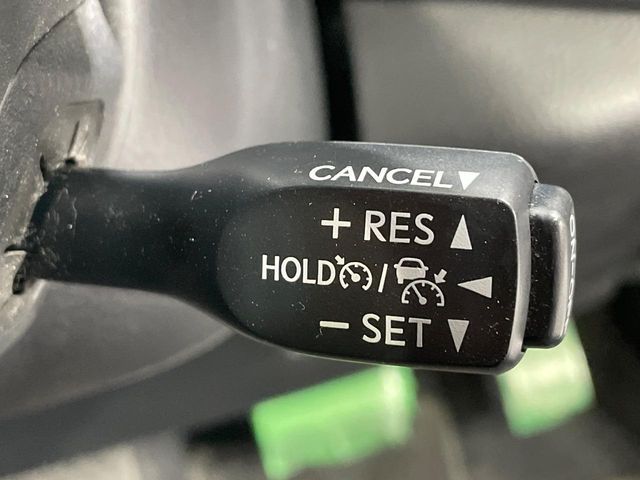 CANCEL▼
+ RES ▲
HOLD / ◀
− SET ▼